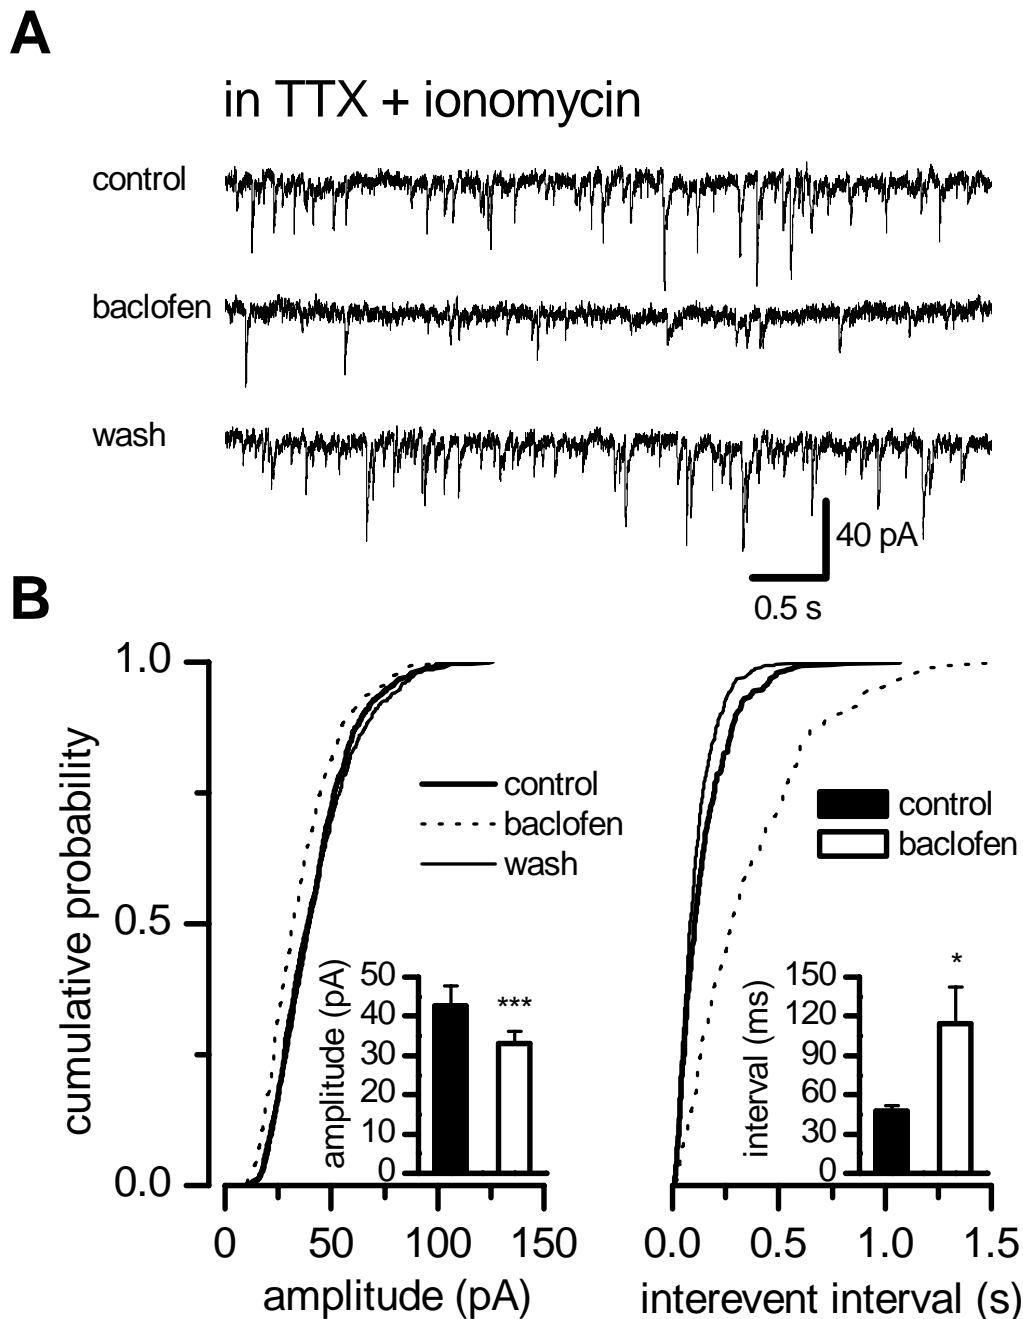 A
in TTX + ionomycin
control
baclofen
wash
40 pA
0.5 s
B
1.0
0.5
0.0
cumulative probability
control
baclofen
wash
amplitude (pA)
50
40
30
20
10
0
***
0
50
100
150
amplitude (pA)
control
baclofen
interval (ms)
150
120
90
60
30
0
*
0.0
0.5
1.0
1.5
interevent interval (s)